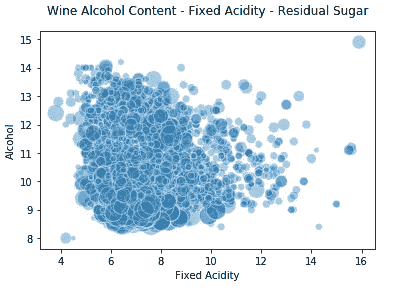 Wine Alcohol Content - Fixed Acidity - Residual Sugar
15
14
13
12
11
10
9
8
Alcohol
4 6 8 10 12 14 16
Fixed Acidity